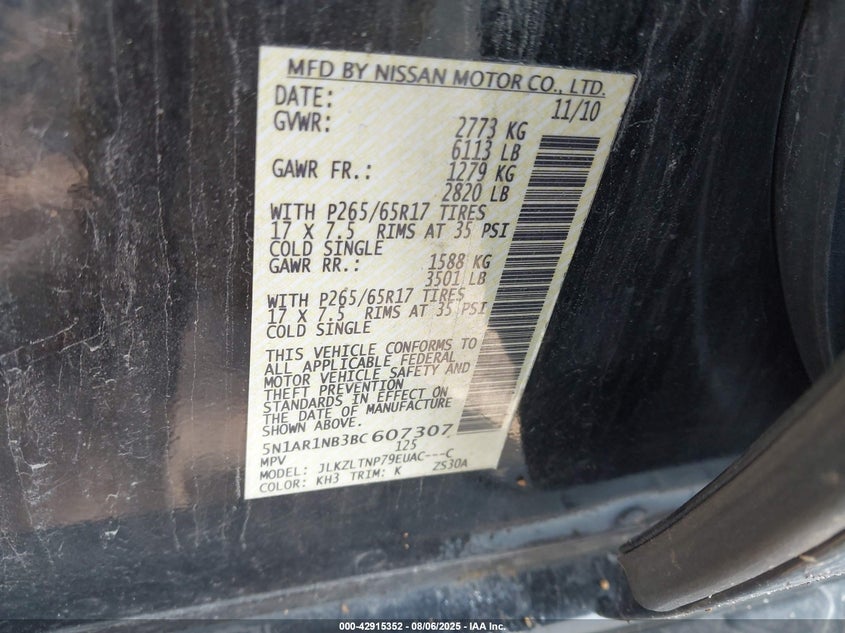 MFD BY NISSAN MOTOR CO., LTD.
DATE: 11/10
GVWR: 2773 KG
6113 LB
GAWR FR.: 1279 KG
2820 LB
WITH P265/65R17 TIRES
17 X 7.5 RIMS AT 35 PSI
COLD SINGLE
GAWR RR.: 1588 KG
3501 LB
WITH P265/65R17 TIRES
17 X 7.5 RIMS AT 35 PSI
COLD SINGLE
THIS VEHICLE CONFORMS TO
ALL APPLICABLE FEDERAL
MOTOR VEHICLE SAFETY AND
THEFT PREVENTION
STANDARDS IN EFFECT ON
THE DATE OF MANUFACTURE
SHOWN ABOVE.
5N1AR1NB3BC607307
MPV 125
MODEL: JLKZLTNP79EUAC---C
COLOR: KH3 TRIM: K ZS30A
000-42915352 - 08/06/2025 - IAA Inc.